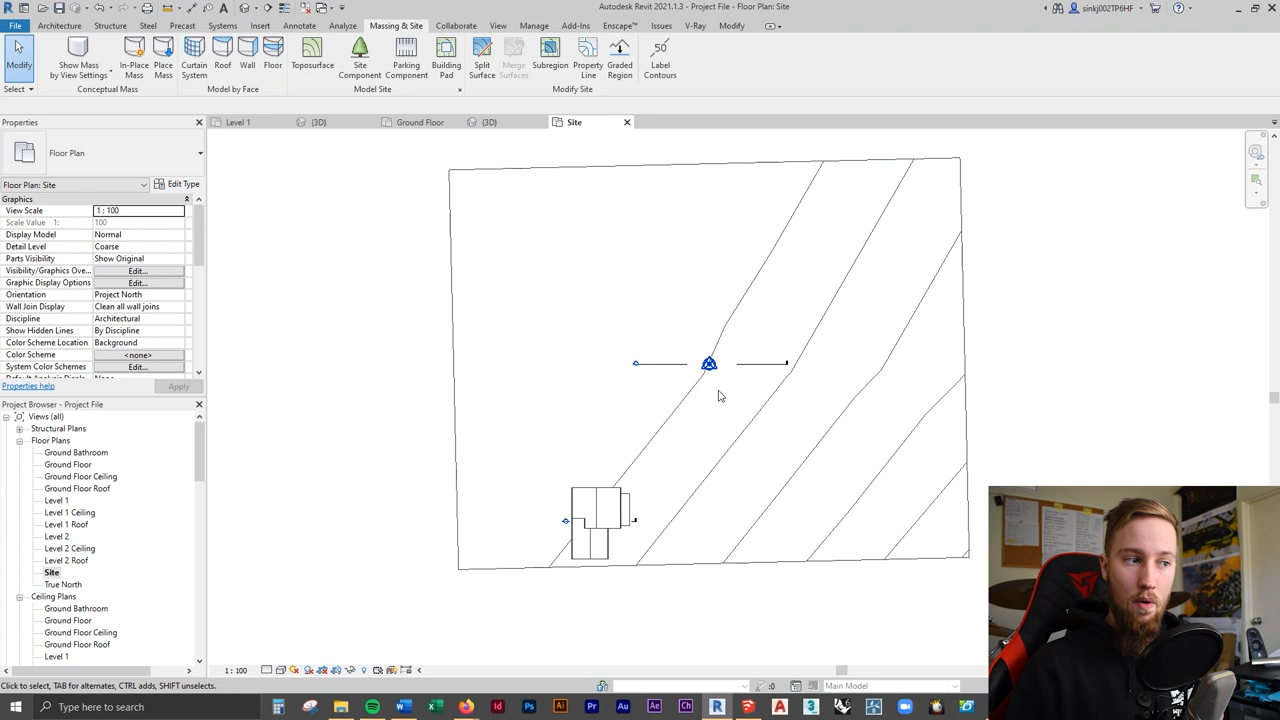 Autodesk Revit 2021.1.3 - Project File - Floor Plan: Site
sinkj002TP6HF
File Architecture Structure Steel Precast Systems Insert Annotate Analyze Massing & Site Collaborate View Manage Add-Ins Enscape™ Issues V-Ray Modify
Modify
Show Mass
by View Settings
In-Place
Mass
Place
Mass
Curtain
System
Roof
Wall
Floor
Toposurface
Site
Component
Parking
Component
Building
Pad
Split
Surface
Merge
Surfaces
Subregion
Property
Line
Graded
Region
50
Label
Contours
Select
Conceptual Mass
Model by Face
Model Site
Modify Site
Properties
Level 1
{3D}
Ground Floor
{3D}
Site
Floor Plan
Floor Plan: Site
Edit Type
Graphics
View Scale 1 : 100
Scale Value 1: 100
Display Model Normal
Detail Level Coarse
Parts Visibility Show Original
Visibility/Graphics Ove... Edit...
Graphic Display Options Edit...
Orientation Project North
Wall Join Display Clean all wall joins
Discipline Architectural
Show Hidden Lines By Discipline
Color Scheme Location Background
Color Scheme <none>
System Color Schemes Edit...
Properties help
Apply
Project Browser - Project File
Views (all)
Structural Plans
Floor Plans
Ground Bathroom
Ground Floor
Ground Floor Ceiling
Ground Floor Roof
Level 1
Level 1 Ceiling
Level 1 Roof
Level 2
Level 2 Ceiling
Level 2 Roof
Site
True North
Ceiling Plans
Ground Bathroom
Ground Floor
Ground Floor Ceiling
Ground Floor Roof
Level 1
1 : 100
Click to select, TAB for alternates, CTRL adds, SHIFT unselects.
:0
Main Model
Type here to search